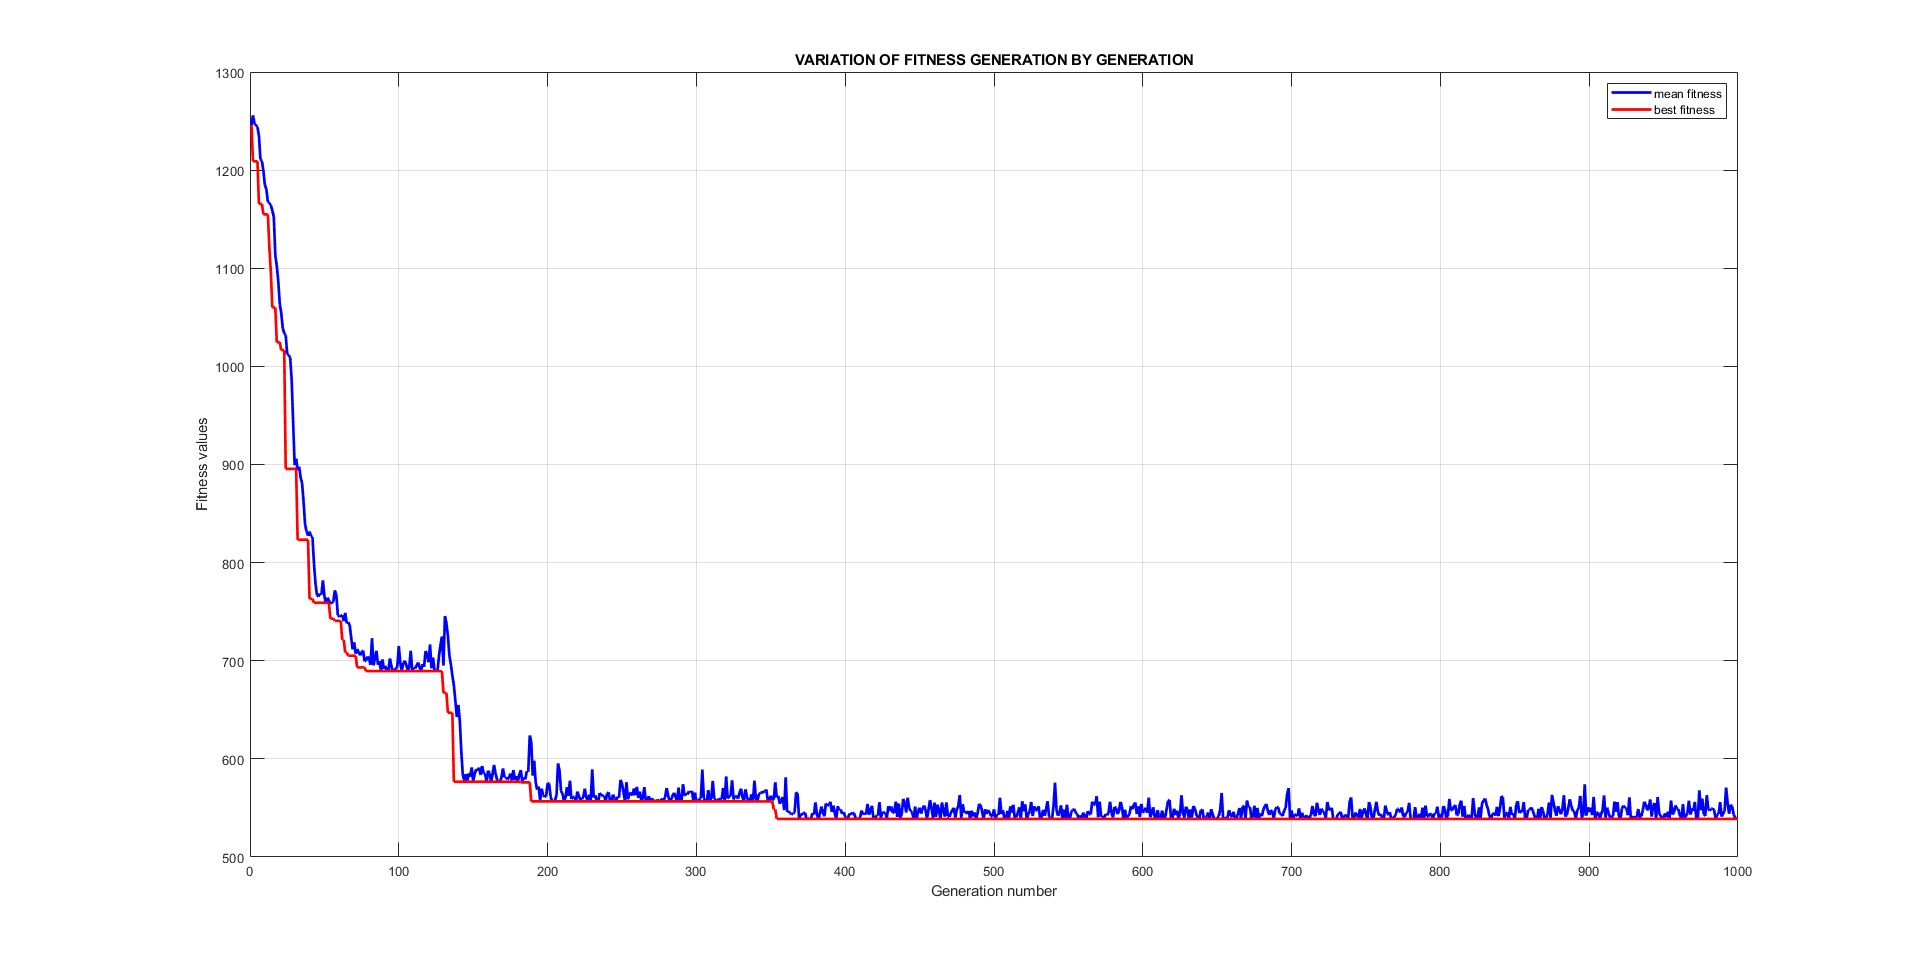 VARIATION OF FITNESS GENERATION BY GENERATION
1300
1200
1100
1000
900
800
700
600
500
Fitness values
mean fitness
best fitness
0 100 200 300 400 500 600 700 800 900 1000
Generation number